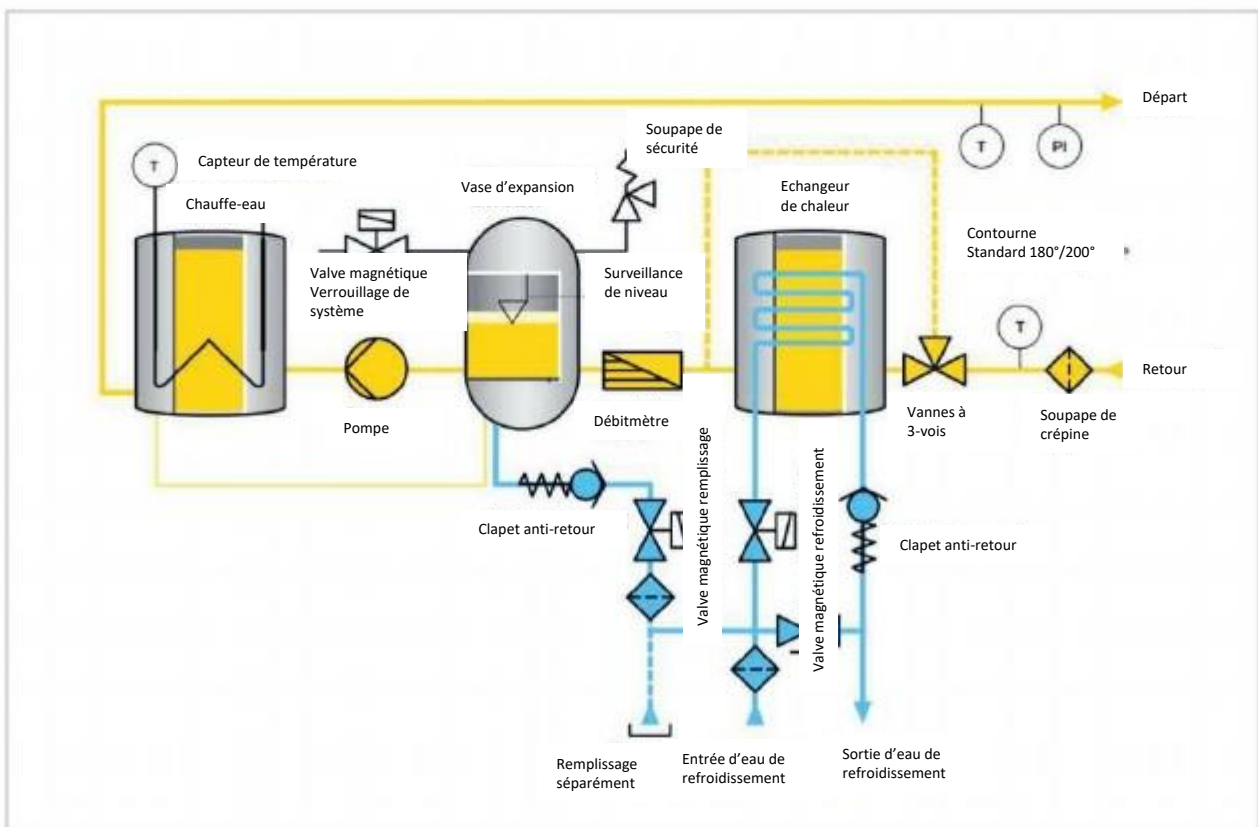 Départ
Soupape de
sécurité
T
PI
T
Capteur de température
Vase d'expansion
Echangeur
de chaleur
Chauffe-eau
Contourne
Standard 180°/200°
Valve magnétique
Verrouillage de
système
Surveillance
de niveau
T
Retour
Pompe
Débitmètre
Vannes à
3-vois
Soupape de
crépine
Valve magnétique remplissage
Valve magnétique refroidissement
Clapet anti-retour
Clapet anti-retour
Remplissage
séparément
Entrée d'eau de
refroidissement
Sortie d'eau de
refroidissement